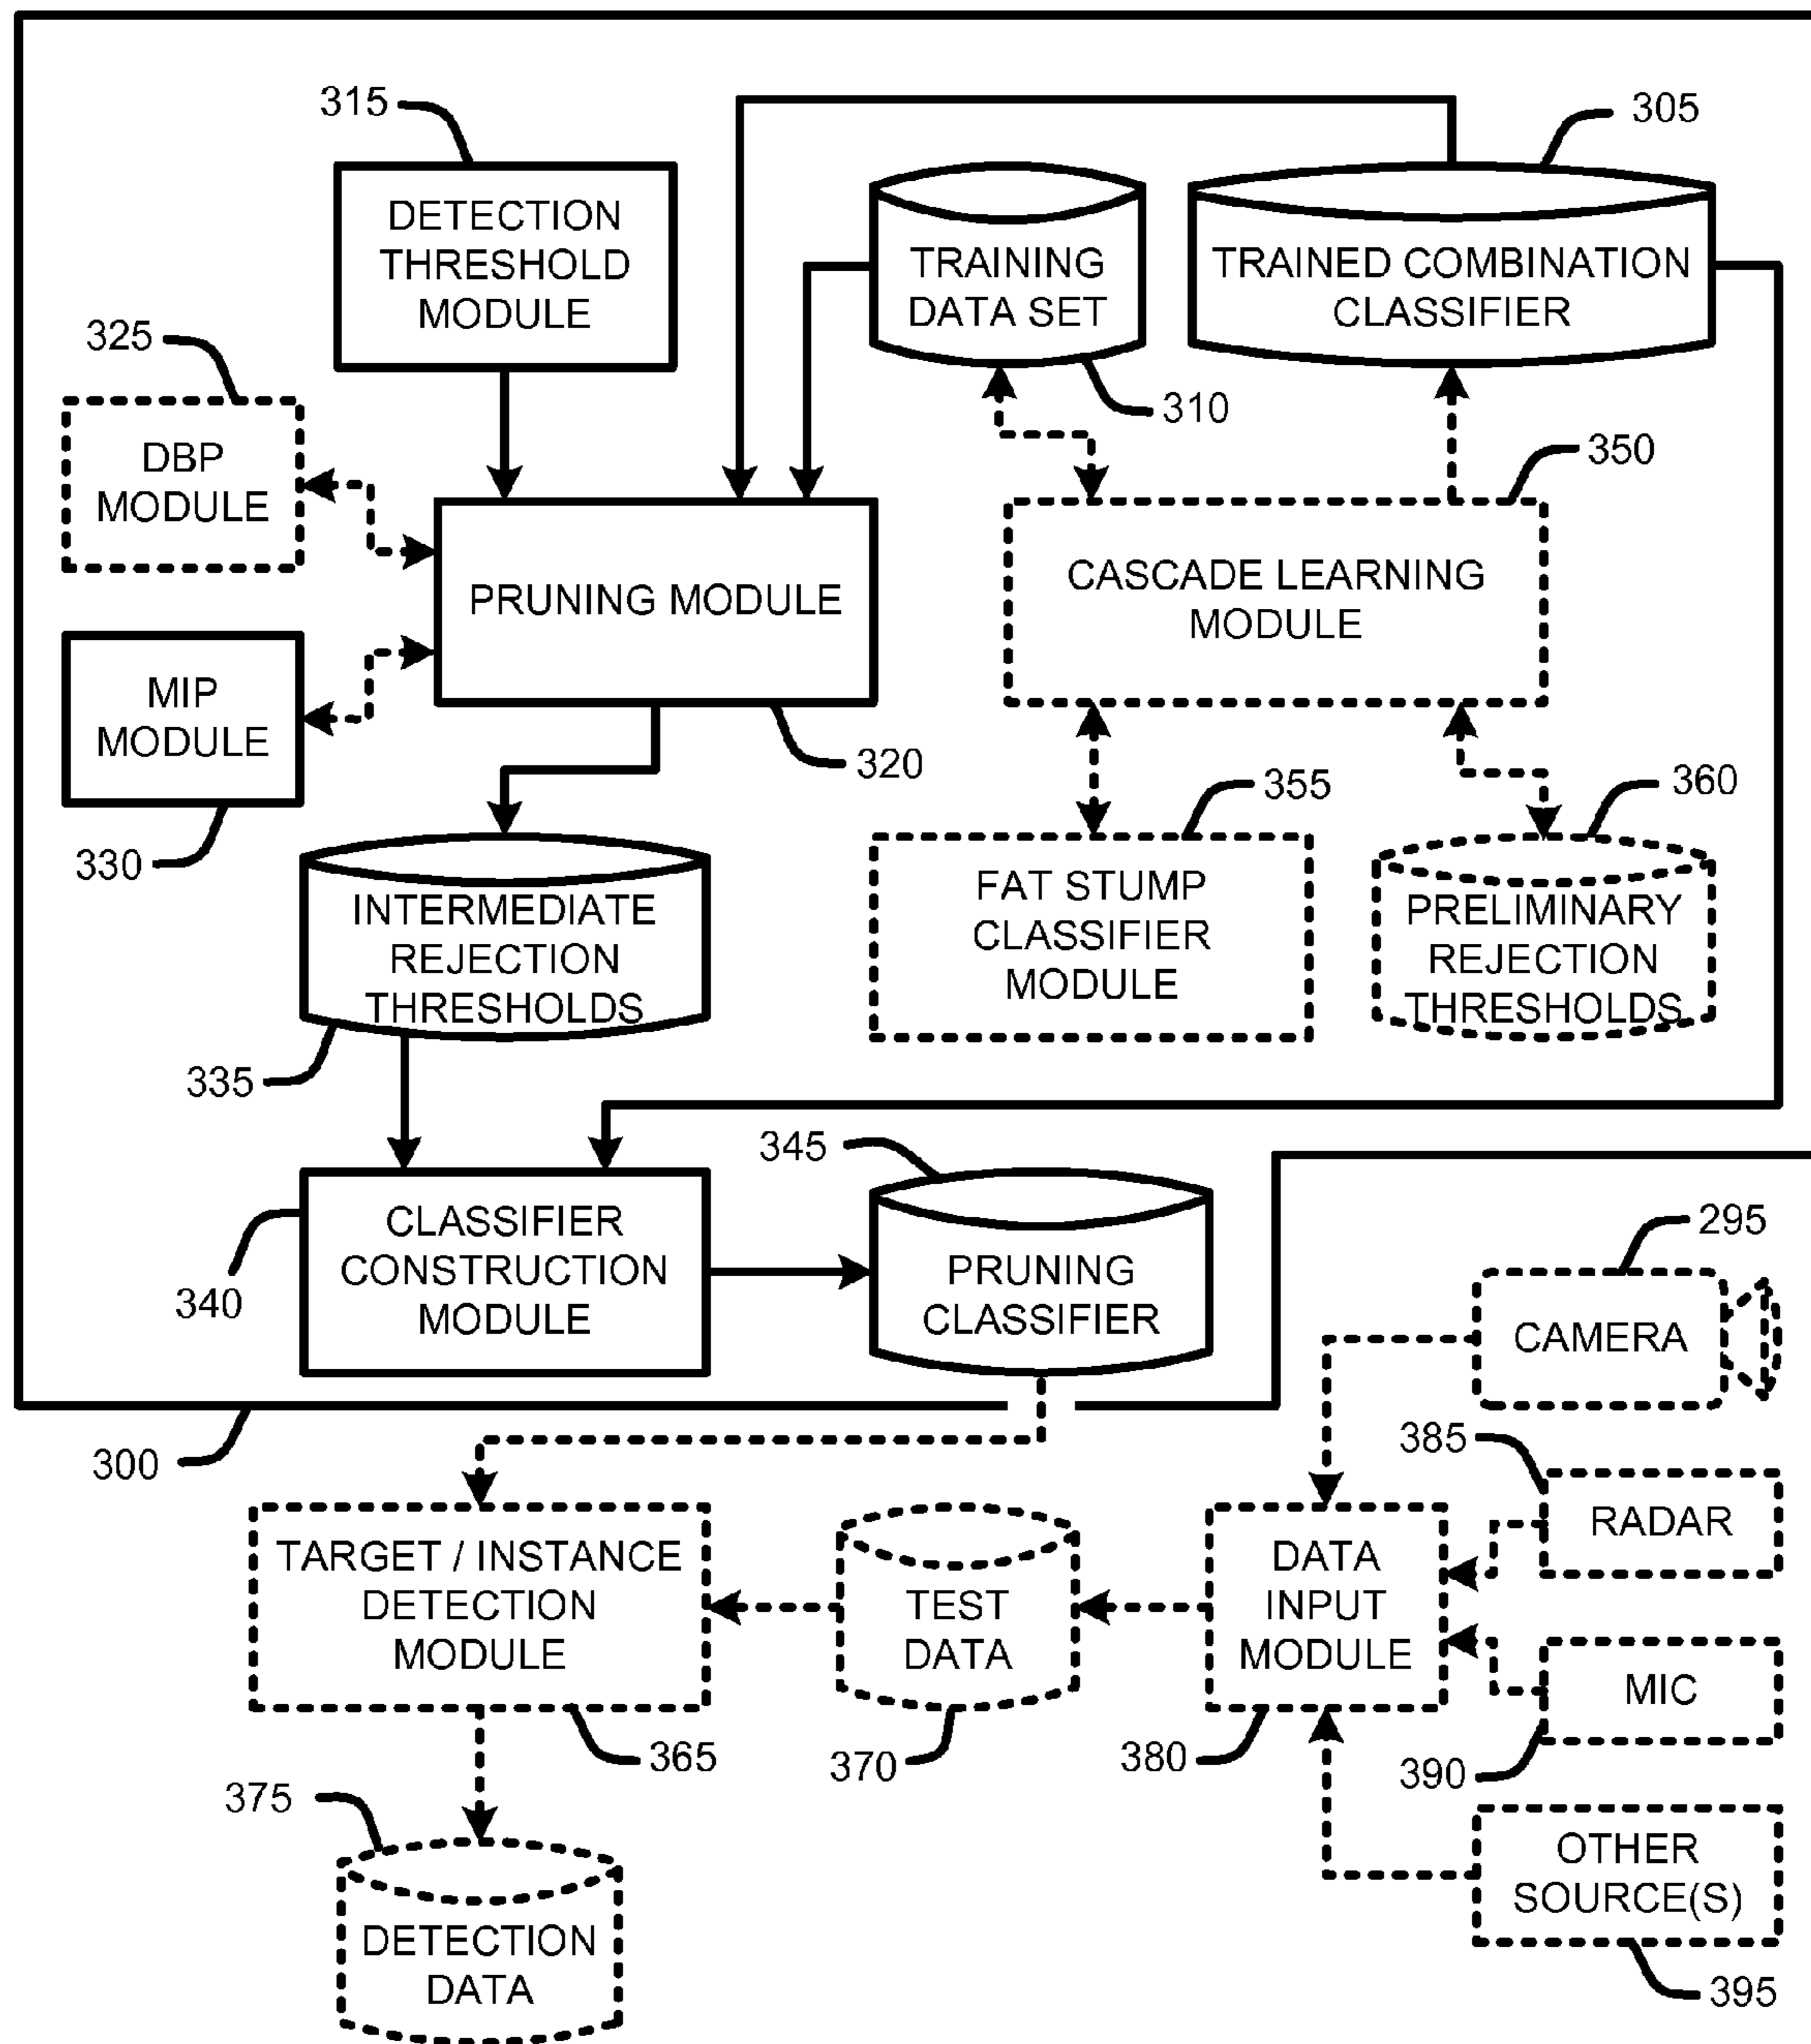 315
305
DETECTION
THRESHOLD
MODULE
TRAINING
DATA SET
TRAINED COMBINATION
CLASSIFIER
325
310
DBP
MODULE
350
PRUNING MODULE
CASCADE LEARNING
MODULE
MIP
MODULE
320
330
355
360
INTERMEDIATE
REJECTION
THRESHOLDS
FAT STUMP
CLASSIFIER
MODULE
PRELIMINARY
REJECTION
THRESHOLDS
335
345
CLASSIFIER
CONSTRUCTION
MODULE
340
PRUNING
CLASSIFIER
295
CAMERA
300
385
TARGET / INSTANCE
DETECTION
MODULE
TEST
DATA
DATA
INPUT
MODULE
RADAR
MIC
365
370
380
390
375
OTHER
SOURCE(S)
DETECTION
DATA
395